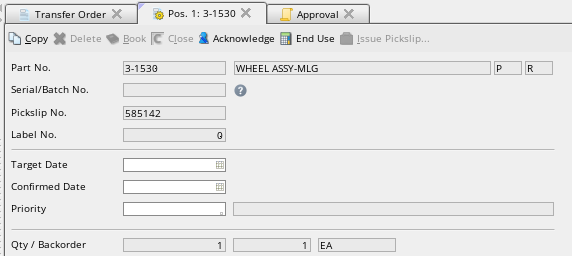 Transfer Order Pos. 1: 3-1530 Approval
Copy Delete Book Close Acknowledge End Use Issue Pickslip...
Part No. 3-1530 WHEEL ASSY-MLG P R
Serial/Batch No. ?
Pickslip No. 585142
Label No. 0
Target Date
Confirmed Date
Priority
Qty / Backorder 1 1 EA